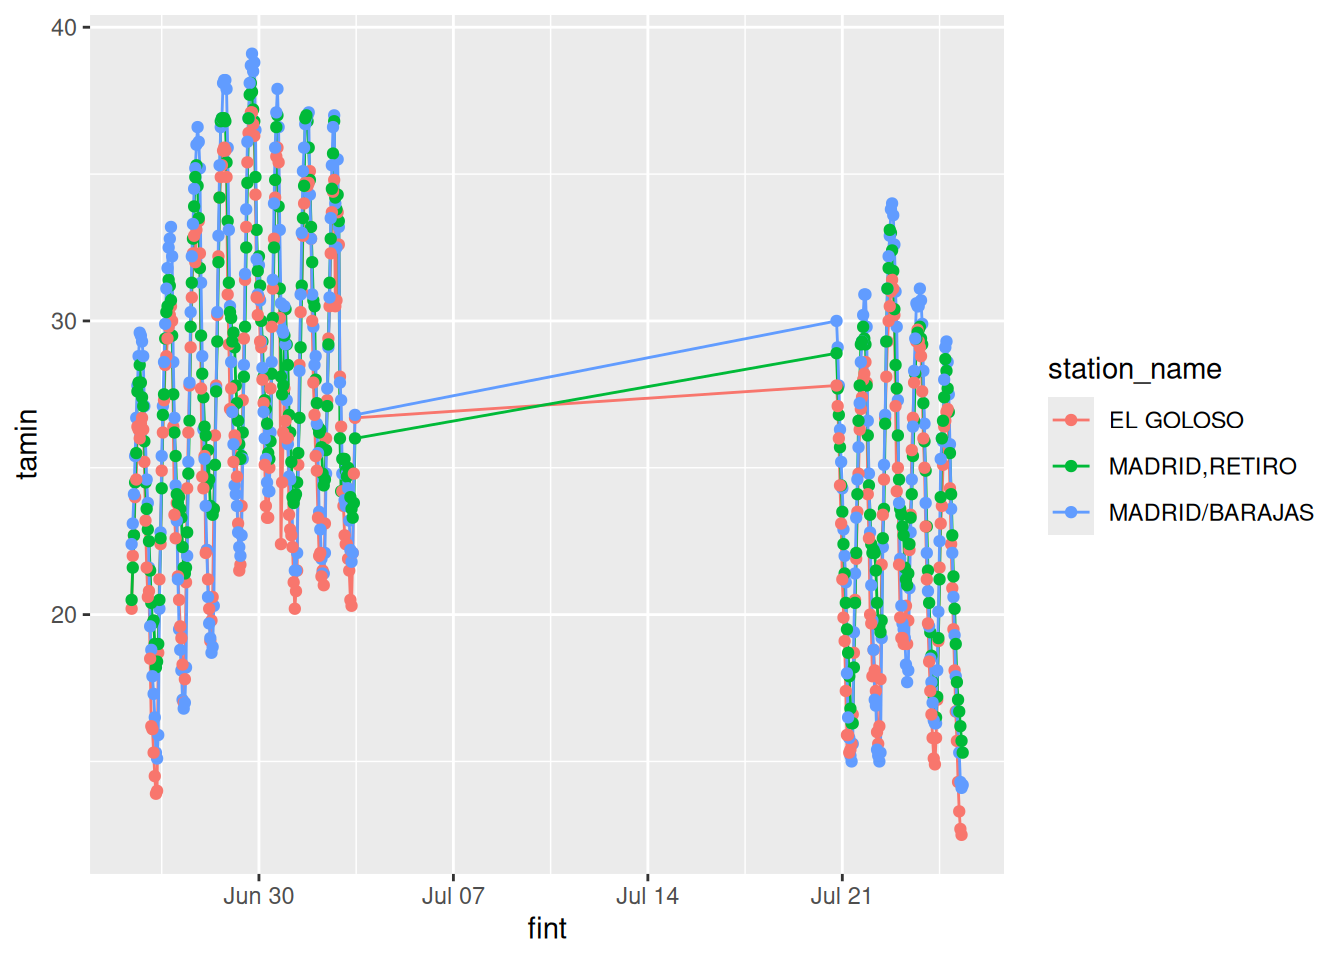 40
30
20
tamin
Jun 30
Jul 07
Jul 14
Jul 21
fint
station_name
EL GOLOSO
MADRID,RETIRO
MADRID/BARAJAS